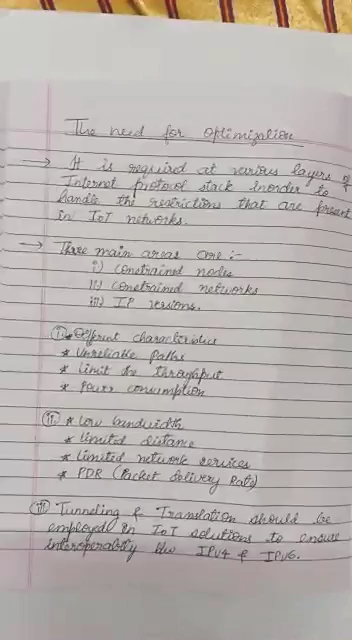 The need for optimization
→ It is required at various layers of
Internet protocol stack inorder to
handle the restrictions that are present
in IoT networks.
→ Three main areas are :-
i) constrained nodes
ii) constrained networks
iii) IP versions.
i) * Different characteristics
* Unreliable paths
* limit the throughput
* Power consumption
ii) * low bandwidth
* limited distance
* limited network services
* PDR (Packet delivery Rate)
iii) Tunneling & Translation should be
employed in IoT solutions to ensure
interoperability b/w IPv4 & IPv6.